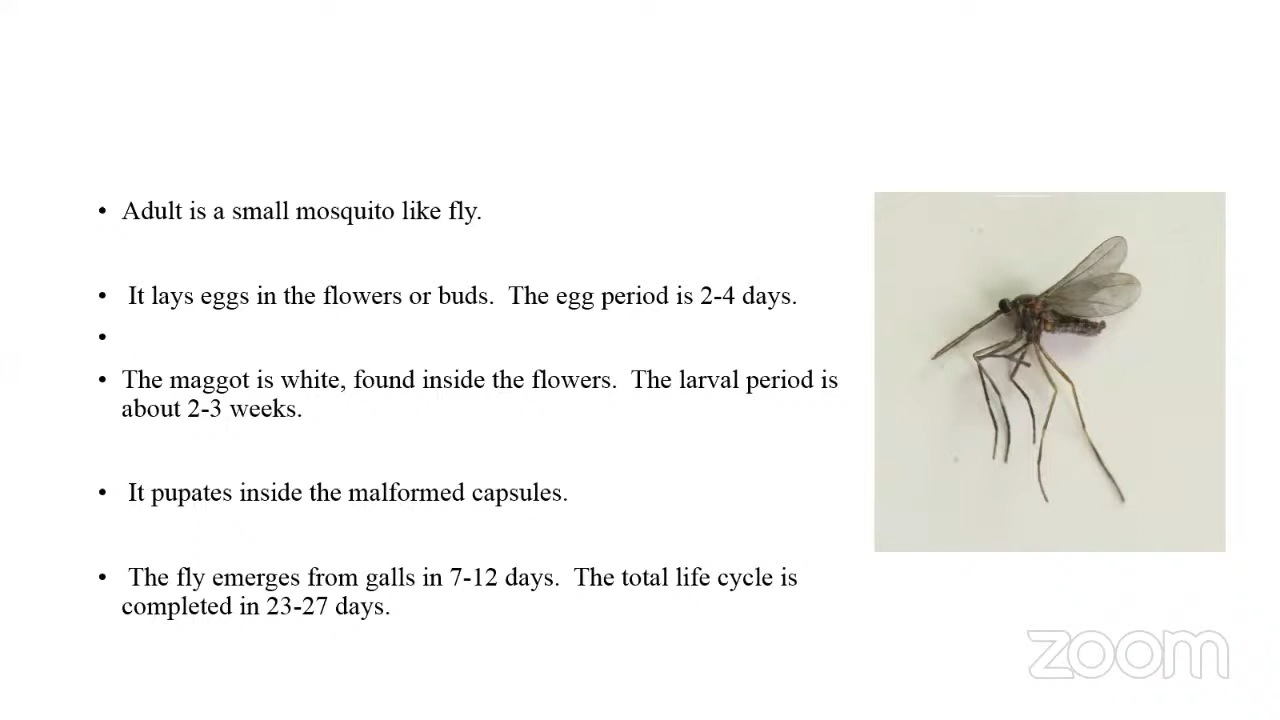 • Adult is a small mosquito like fly.
• It lays eggs in the flowers or buds. The egg period is 2-4 days.
•
• The maggot is white, found inside the flowers. The larval period is
about 2-3 weeks.
• It pupates inside the malformed capsules.
• The fly emerges from galls in 7-12 days. The total life cycle is
completed in 23-27 days.
zoom